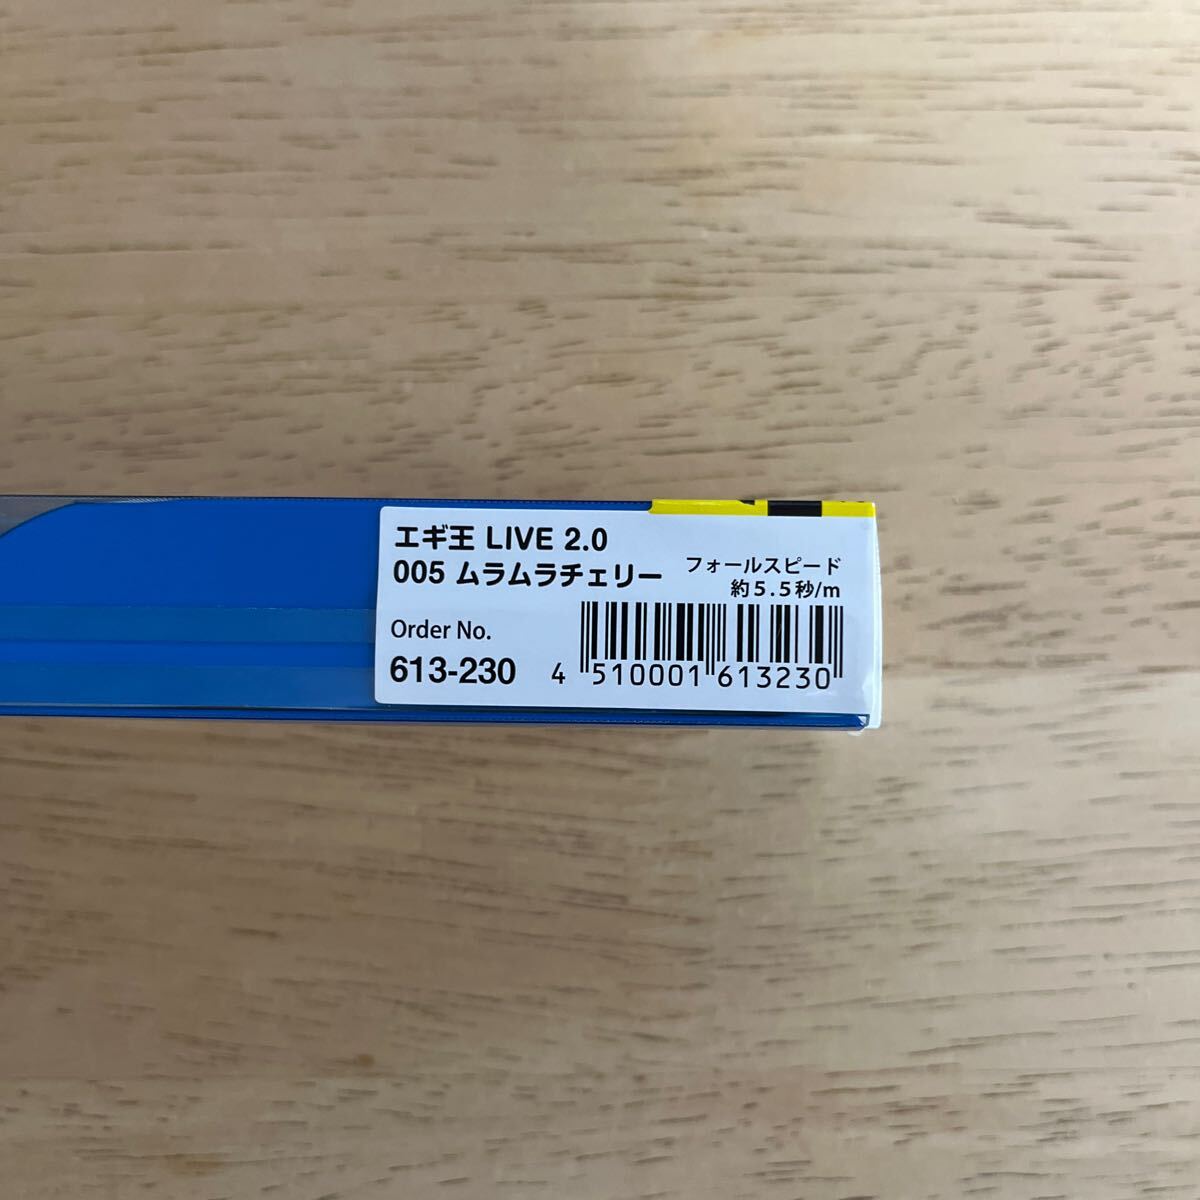 エギ王 LIVE 2.0
005 ムラムラチェリー
フォールスピード
約5.5秒/m
Order No.
613-230
4 510001 613230